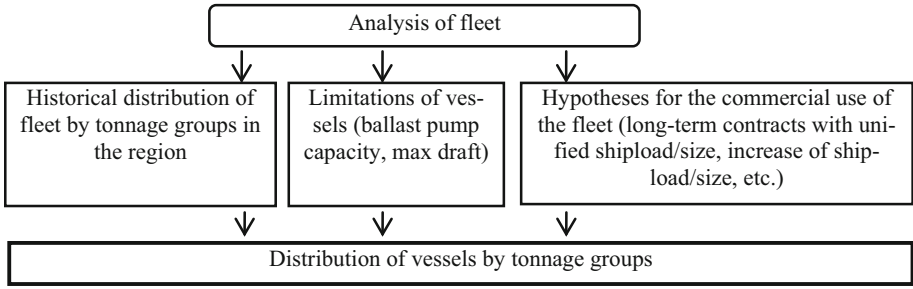 Analysis of fleet
Historical distribution of
fleet by tonnage groups in
the region
Limitations of ves-
sels (ballast pump
capacity, max draft)
Hypotheses for the commercial use of
the fleet (long-term contracts with uni-
fied shipload/size, increase of ship-
load/size, etc.)
Distribution of vessels by tonnage groups